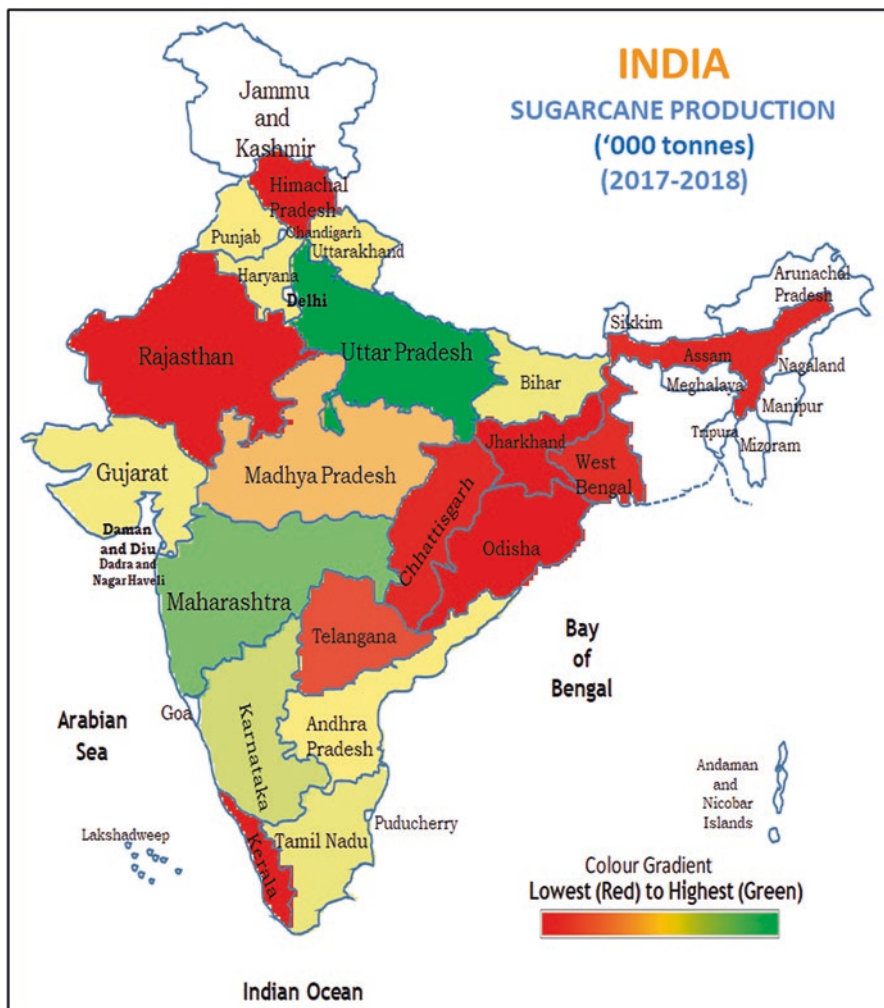 INDIA
SUGARCANE PRODUCTION
(‘000 tonnes)
(2017-2018)
Jammu
and
Kashmir
Himachal
Pradesh
Punjab
Chandigarh
Uttarakhand
Haryana
Delhi
Rajasthan
Uttar Pradesh
Bihar
Sikkim
Arunachal
Pradesh
Assam
Nagaland
Meghalaya
Manipur
Tripura
Mizoram
Gujarat
Madhya Pradesh
Jharkhand
West
Bengal
Chhattisgarh
Odisha
Daman
and Diu
Dadra and
Nagar Haveli
Maharashtra
Telangana
Bay
of
Bengal
Arabian
Sea
Goa
Karnataka
Andhra
Pradesh
Andaman
and
Nicobar
Islands
Lakshadweep
Kerala
Tamil Nadu
Puducherry
Colour Gradient
Lowest (Red) to Highest (Green)
Indian Ocean